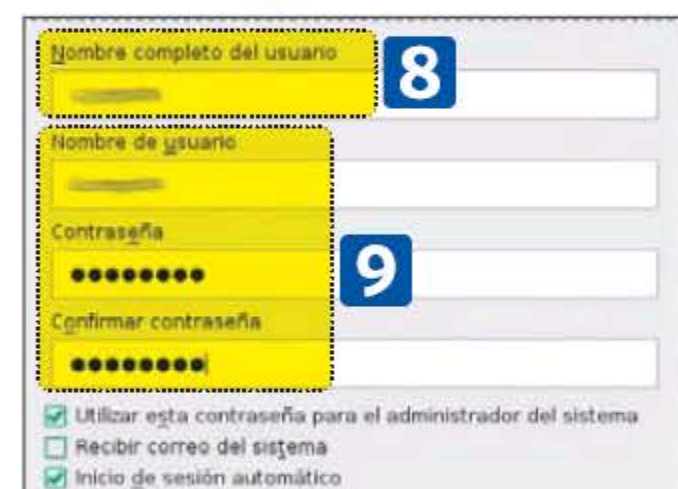 Nombre completo del usuario
8
Nombre de usuario
Contraseña
●●●●●●●●
9
Confirmar contraseña
●●●●●●●●
Utilizar esta contraseña para el administrador del sistema
Recibir correo del sistema
Inicio de sesión automático